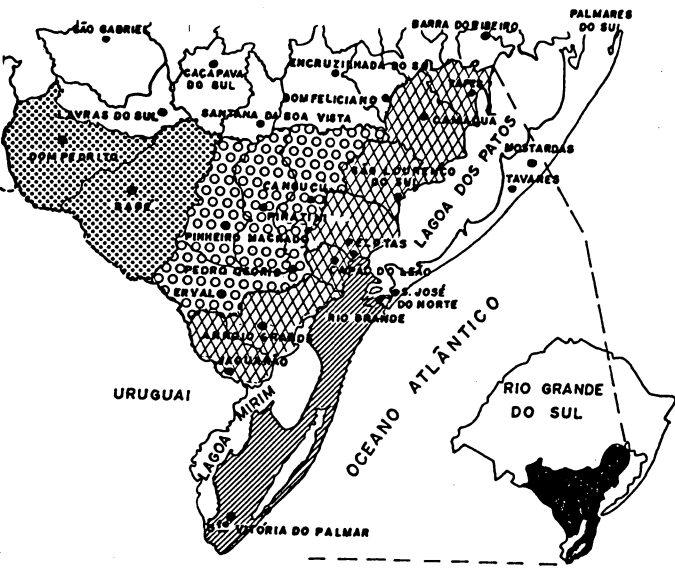 PALMARES
DO SUL
BARRA DO RIBEIRO
SÃO GABRIEL
ENCRUZILHADA DO SUL
CAÇAPAVA
DO SUL
TAPES
DOM FELICIANO
LAVRAS DO SUL
SANTANA DA BOA VISTA
CAMAQUA
MOSTARDAS
DOM PEDRITO
SÃO LOURENÇO
DO SUL
TAVARES
LAGOA DOS PATOS
CANGUÇU
BAGÉ
PIRATINI
PINHEIRO MACHADO
PELOTAS
PEDRO OSORIO
CAPÃO DO LEÃO
ERVAL
S. JOSÉ
DO NORTE
RIO GRANDE
ARROIO GRANDE
JAGUARÃO
URUGUAI
LAGOA MIRIM
OCEANO ATLÂNTICO
RIO GRANDE
DO SUL
Sta VITÓRIA DO PALMAR